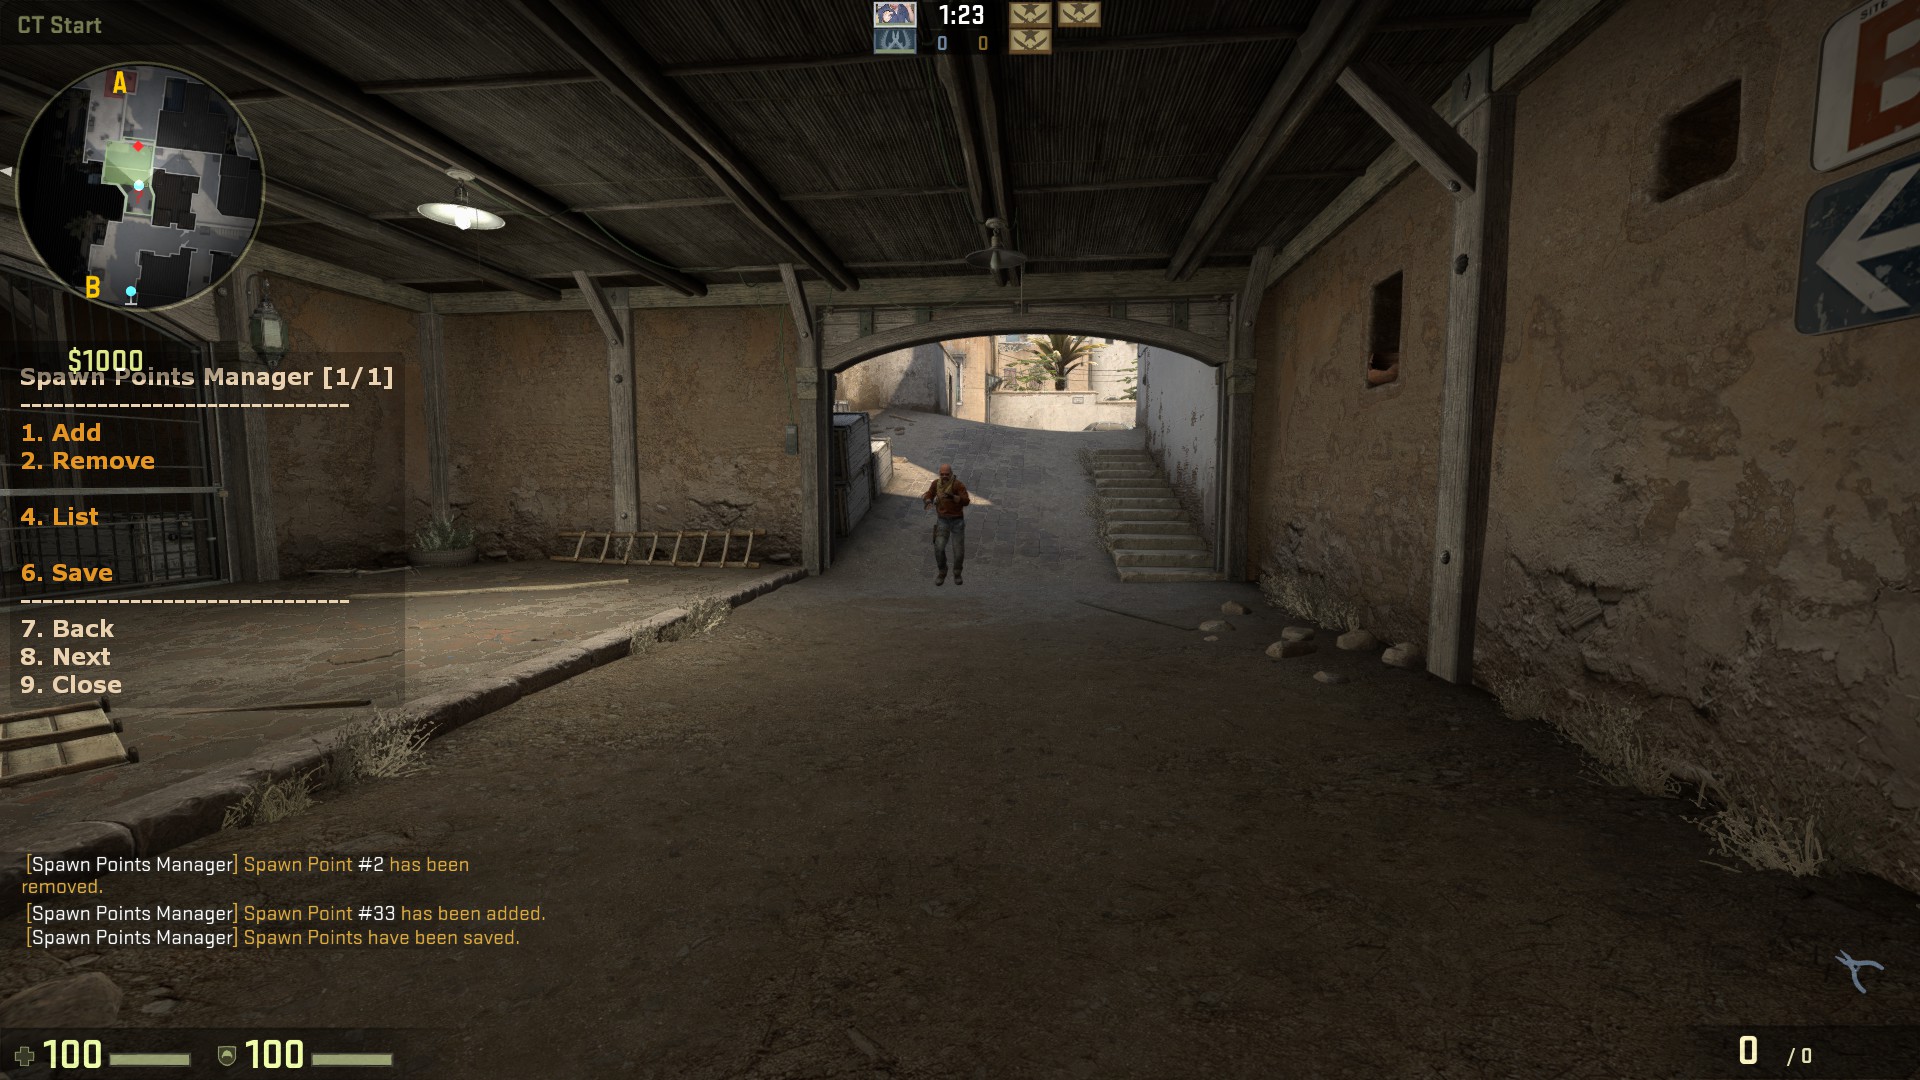 CT Start
1:23
0 0
A
B
SITE
B
$1000
Spawn Points Manager [1/1]
-----------------------------
1. Add
2. Remove
4. List
6. Save
-----------------------------
7. Back
8. Next
9. Close
[Spawn Points Manager] Spawn Point #2 has been
removed.
[Spawn Points Manager] Spawn Point #33 has been added.
[Spawn Points Manager] Spawn Points have been saved.
100
100
0 / 0